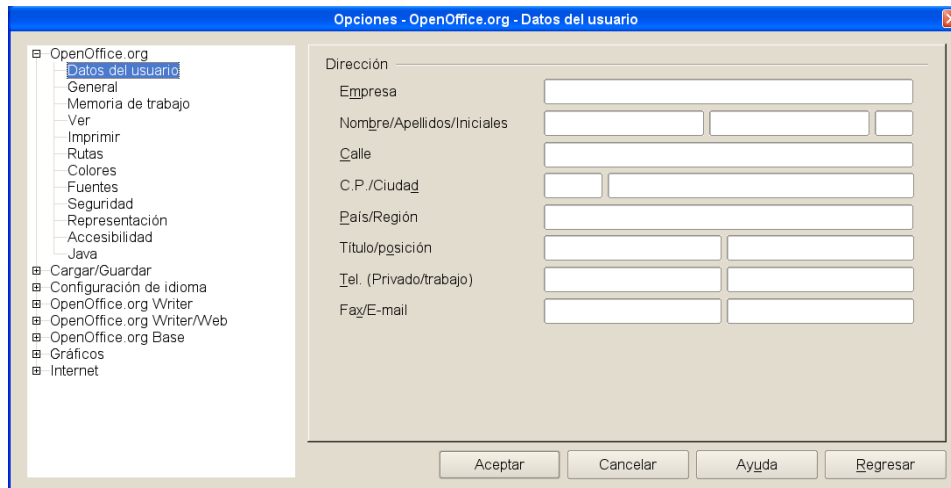 Opciones - OpenOffice.org - Datos del usuario
OpenOffice.org
Datos del usuario
General
Memoria de trabajo
Ver
Imprimir
Rutas
Colores
Fuentes
Seguridad
Representación
Accesibilidad
Java
Cargar/Guardar
Configuración de idioma
OpenOffice.org Writer
OpenOffice.org Writer/Web
OpenOffice.org Base
Gráficos
Internet
Dirección
Empresa
Nombre/Apellidos/Iniciales
Calle
C.P./Ciudad
País/Región
Título/posición
Tel. (Privado/trabajo)
Fax/E-mail
Aceptar
Cancelar
Ayuda
Regresar